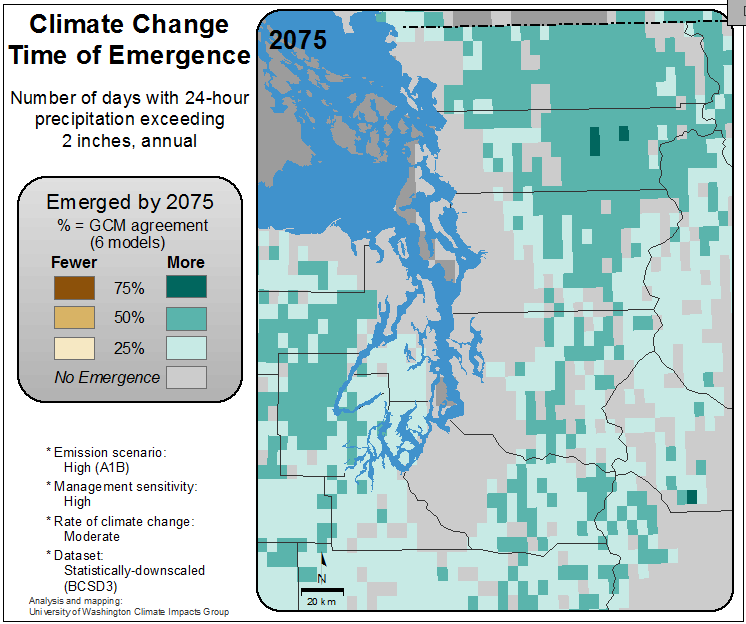 Climate Change
Time of Emergence
Number of days with 24-hour
precipitation exceeding
2 inches, annual
Emerged by 2075
% = GCM agreement
(6 models)
Fewer More
75%
50%
25%
No Emergence
* Emission scenario:
High (A1B)
* Management sensitivity:
High
* Rate of climate change:
Moderate
* Dataset:
Statistically-downscaled
(BCSD3)
Analysis and mapping:
University of Washington Climate Impacts Group
2075
N
20 km